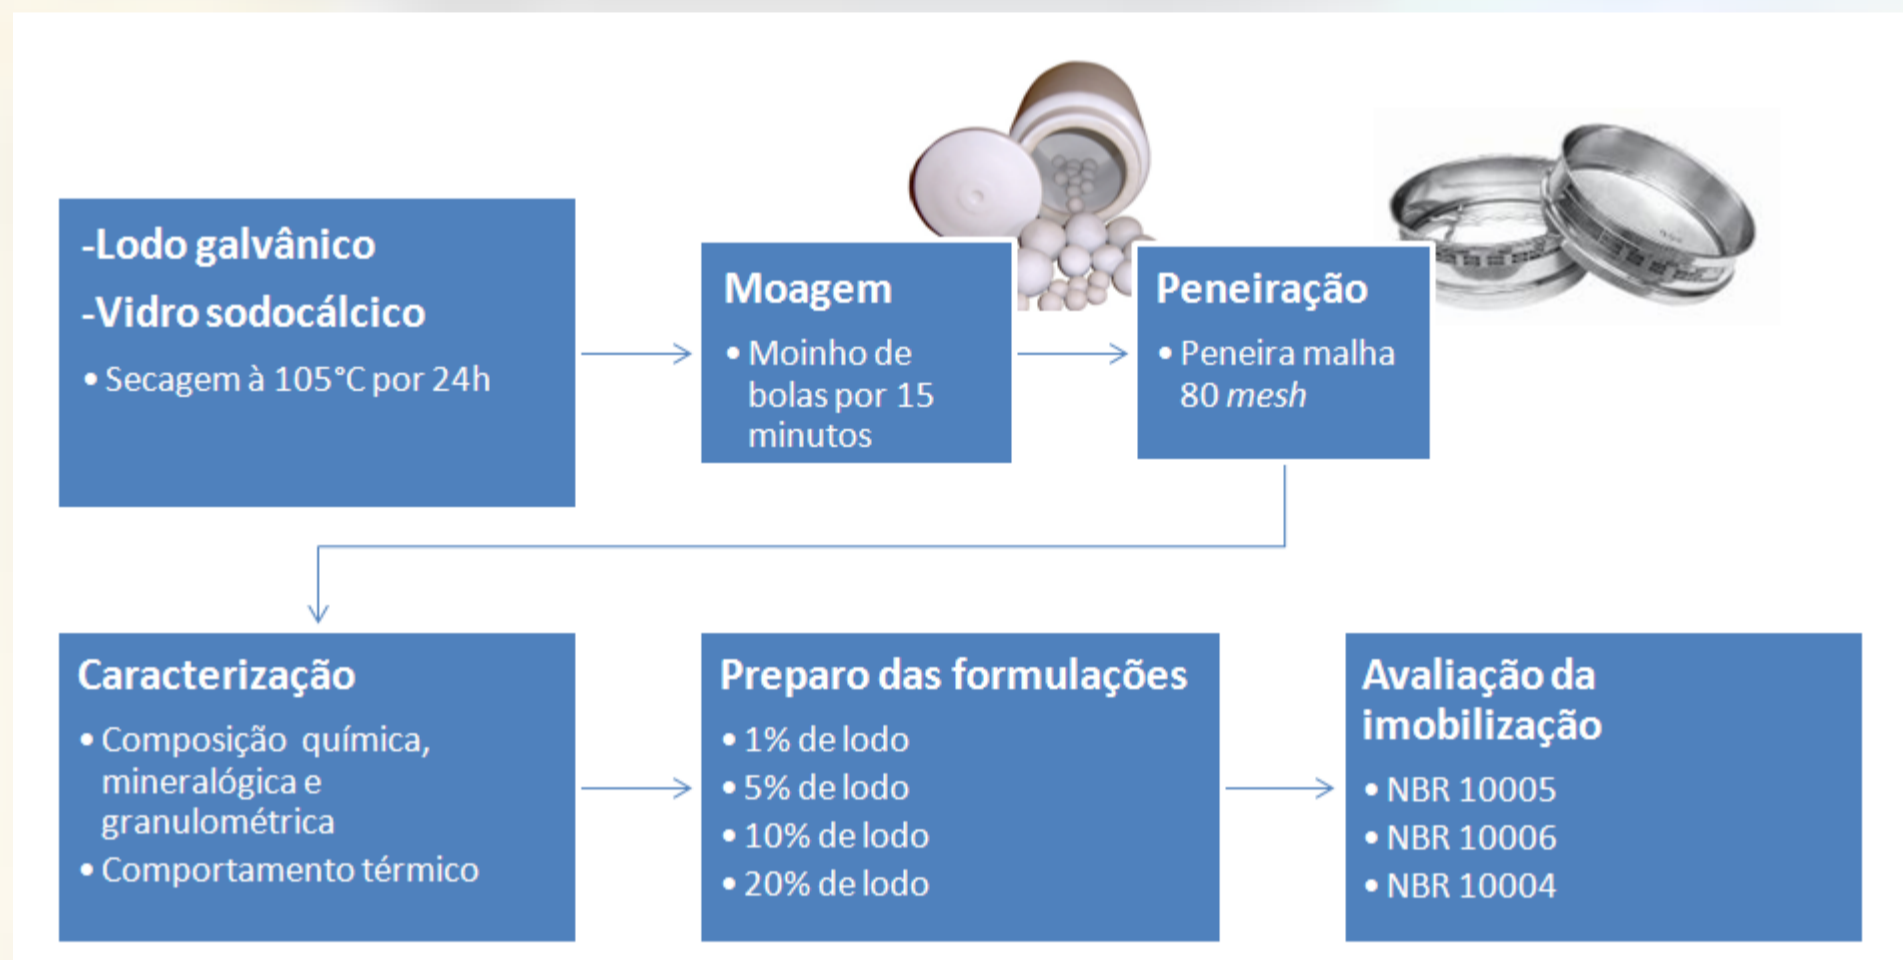 -Lodo galvânico
-Vidro sodocálcico
• Secagem à 105°C por 24h
Moagem
• Moinho de
bolas por 15
minutos
Peneiração
• Peneira malha
80 mesh
Caracterização
• Composição química,
mineralógica e
granulométrica
• Comportamento térmico
Preparo das formulações
• 1% de lodo
• 5% de lodo
• 10% de lodo
• 20% de lodo
Avaliação da
imobilização
• NBR 10005
• NBR 10006
• NBR 10004